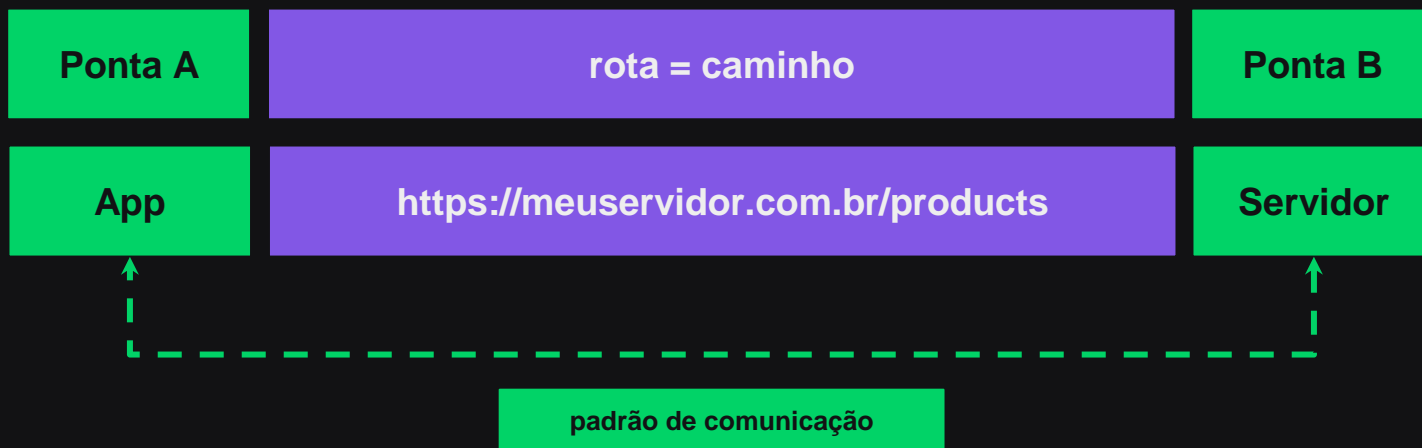 Ponta A
rota = caminho
Ponta B
App
https://meuservidor.com.br/products
Servidor
padrão de comunicação